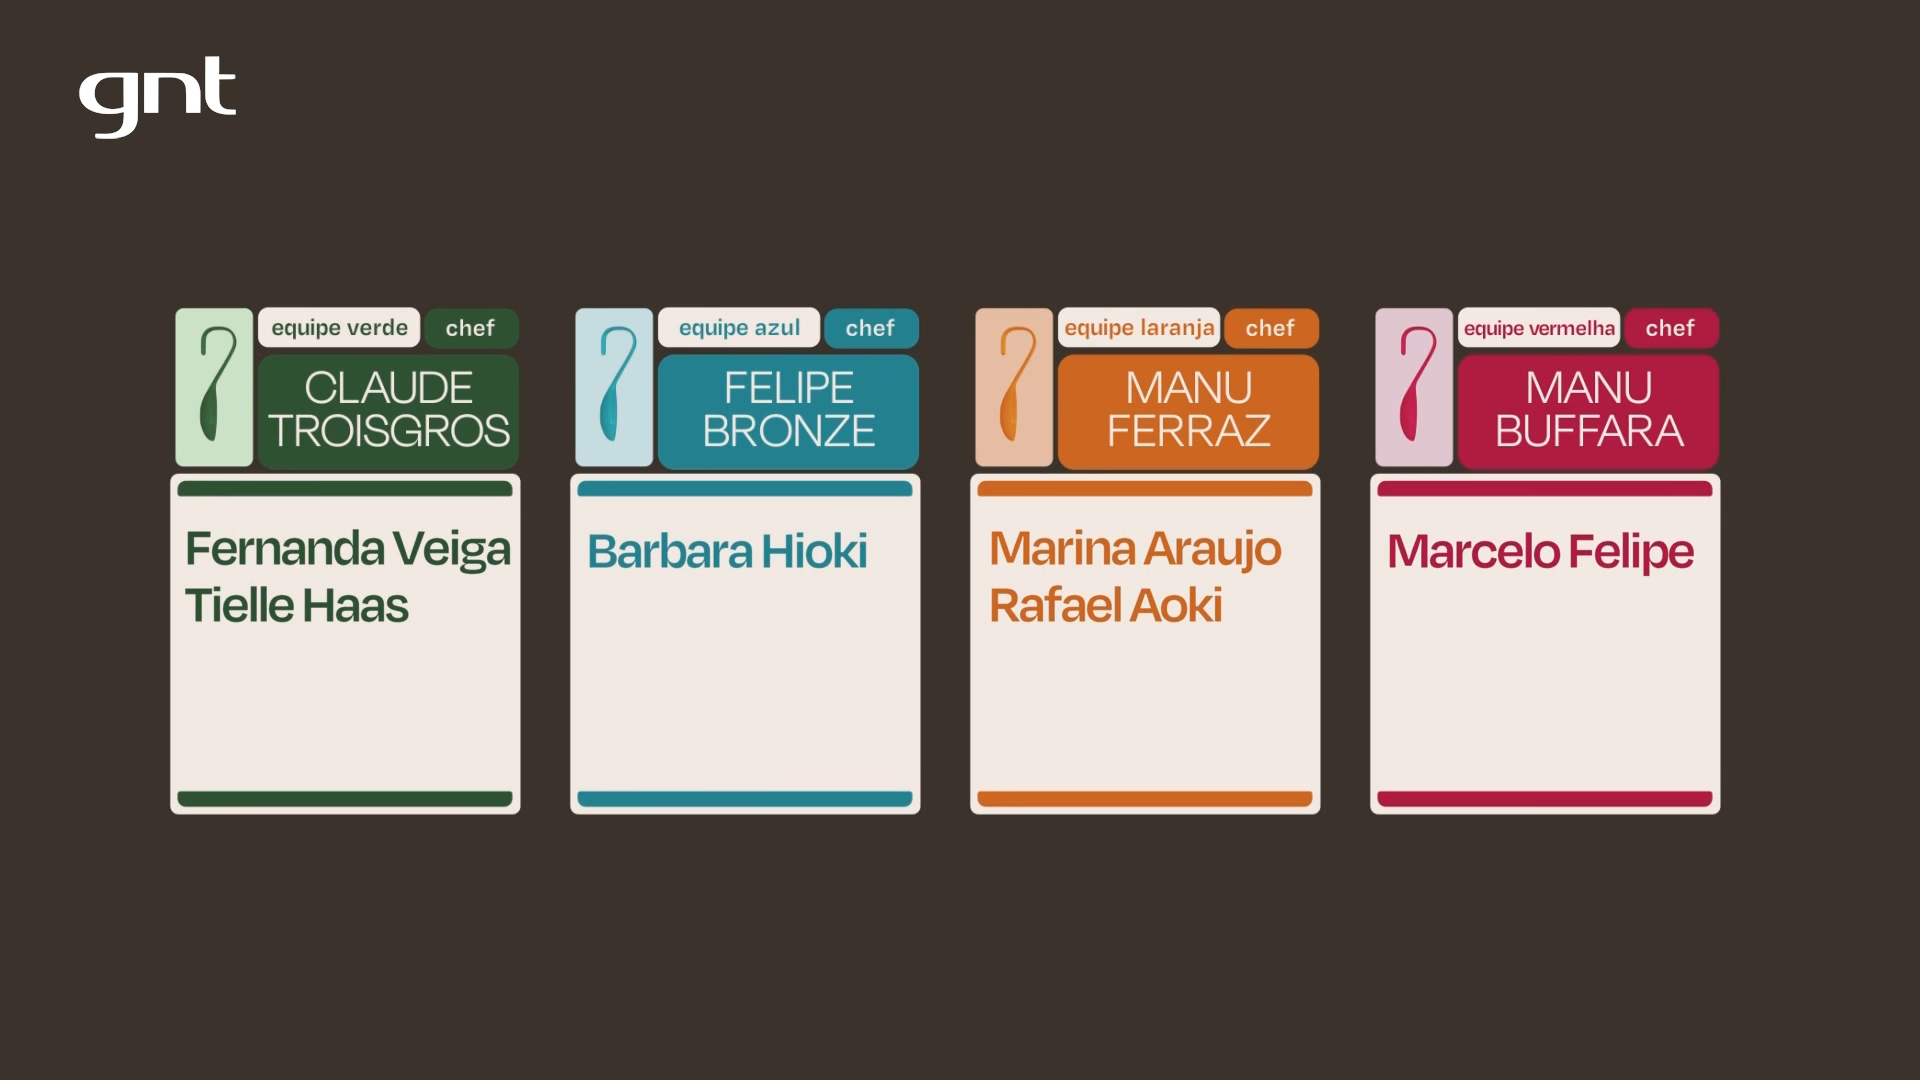 gnt
equipe verde
chef
CLAUDE
TROISGROS
Fernanda Veiga
Tielle Haas
equipe azul
chef
FELIPE
BRONZE
Barbara Hioki
equipe laranja
chef
MANU
FERRAZ
Marina Araujo
Rafael Aoki
equipe vermelha
chef
MANU
BUFFARA
Marcelo Felipe